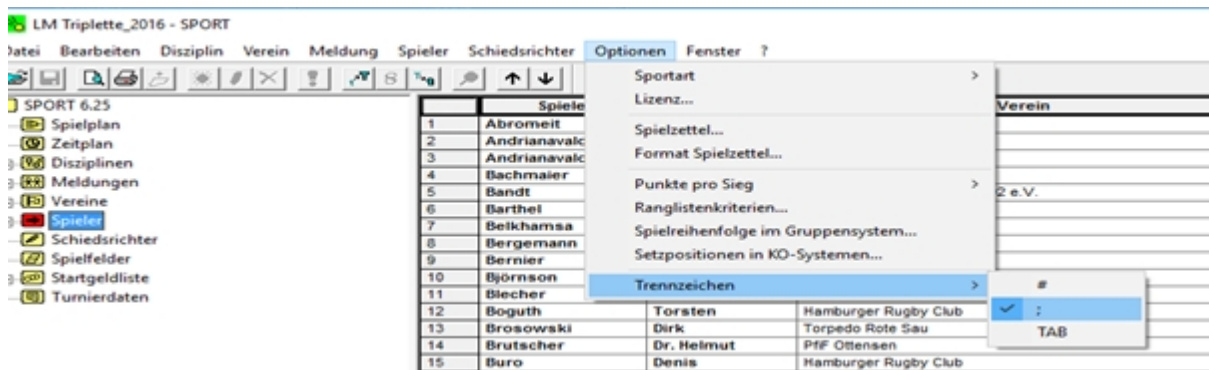 LM Triplette_2016 - SPORT
Datei Bearbeiten Disziplin Verein Meldung Spieler Schiedsrichter Optionen Fenster ?
SPORT 6.25
Spielplan
Zeitplan
Disziplinen
Meldungen
Vereine
Spieler
Schiedsrichter
Spielfelder
Startgeldliste
Turnierdaten
Spiele Verein
1 Abromeit
2 Andrianavalc
3 Andrianavalc
4 Bachmaier
5 Bandt 2 e.V.
6 Barthel
7 Belkhamsa
8 Bergemann
9 Bernier
10 Björnson
11 Blecher
12 Boguth Torsten Hamburger Rugby Club
13 Brosowski Dirk Torpedo Rote Sau
14 Brutscher Dr. Helmut PfiF Ottensen
15 Buro Denis Hamburger Rugby Club
Sportart >
Lizenz...
Spielzettel...
Format Spielzettel...
Punkte pro Sieg >
Ranglistenkriterien...
Spielreihenfolge im Gruppensystem...
Setzpositionen in KO-Systemen...
Trennzeichen >
#
;
TAB